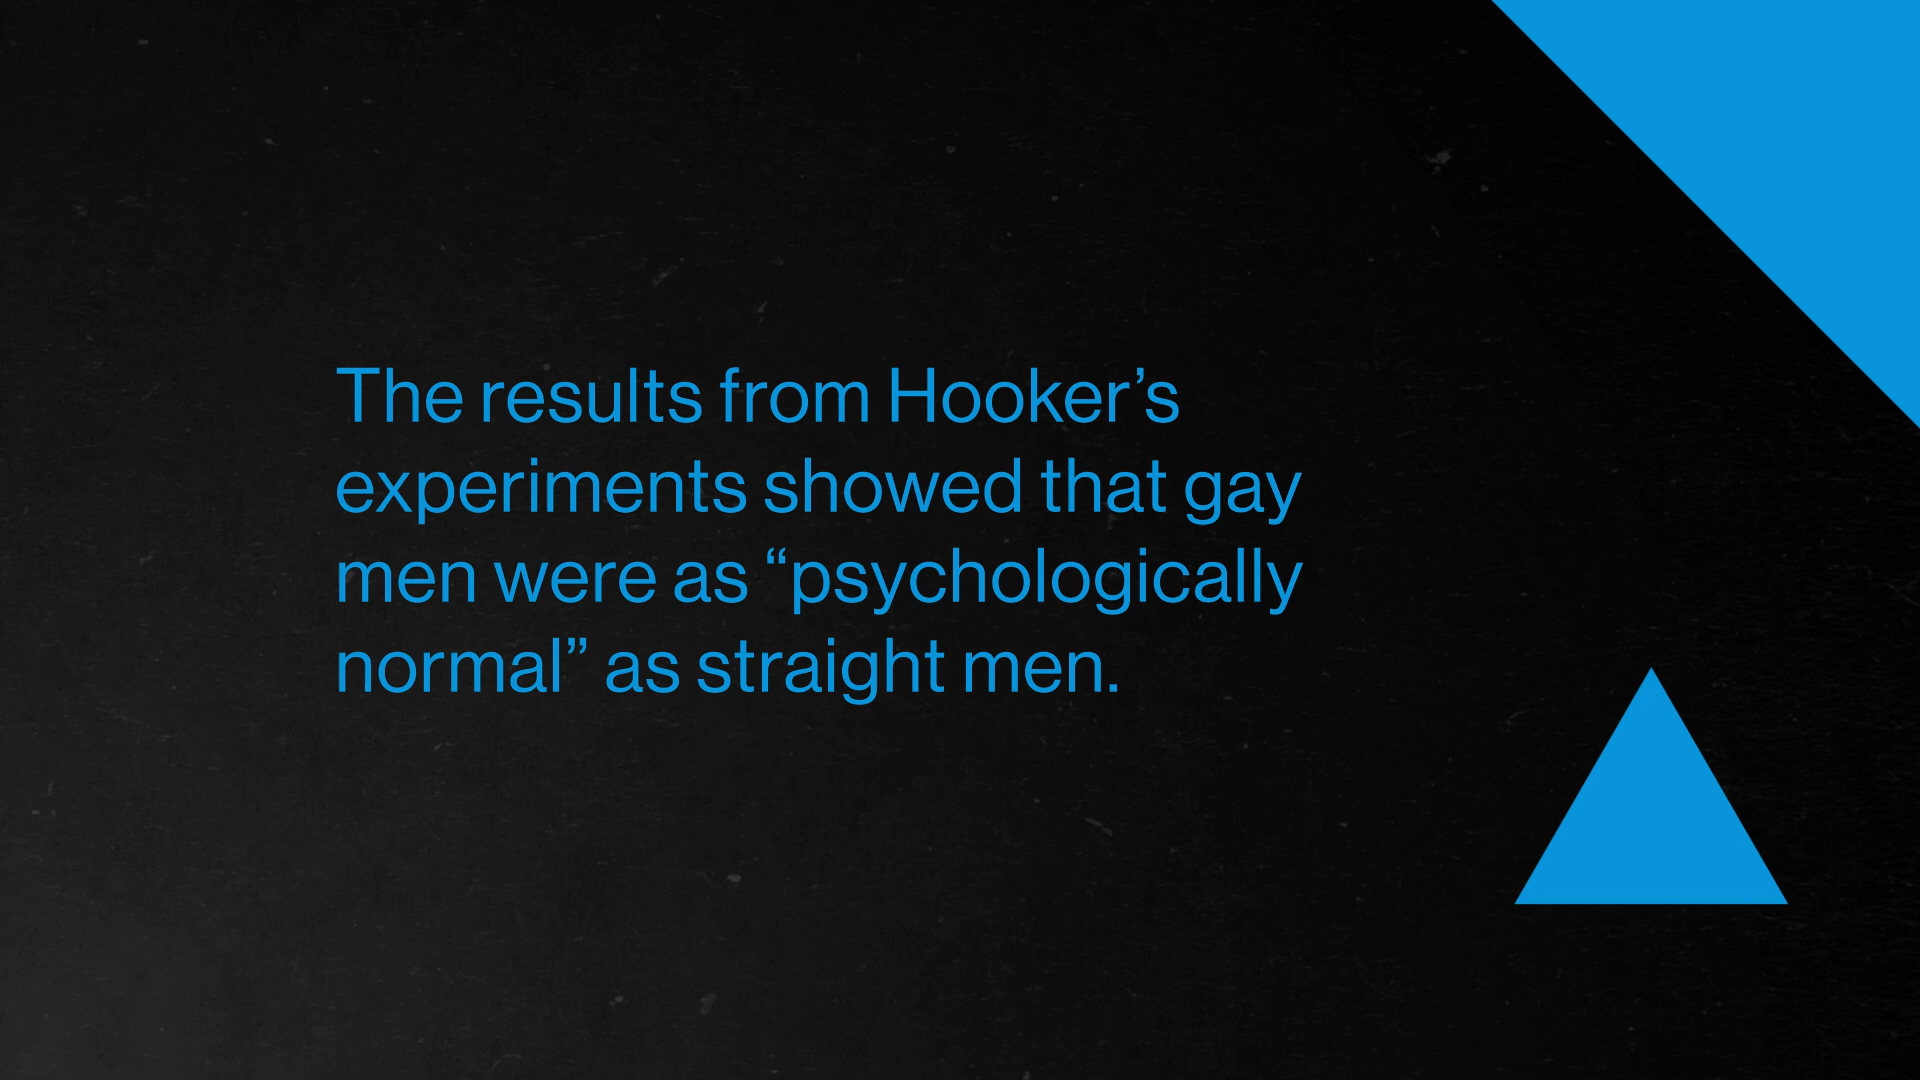 The results from Hooker’s
experiments showed that gay
men were as “psychologically
normal” as straight men.